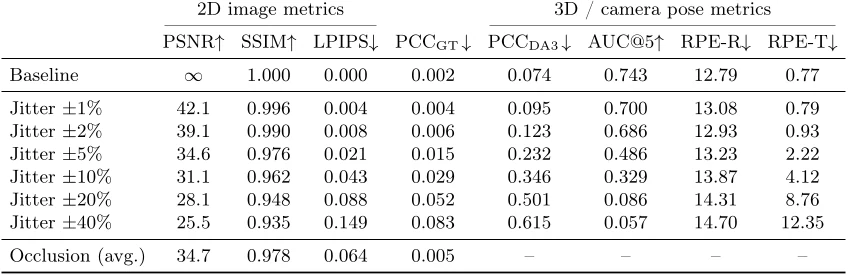 2D image metrics 3D / camera pose metrics
PSNR↑ SSIM↑ LPIPS↓ PCC_GT↓ PCC_DA3↓ AUC@5↑ RPE-R↓ RPE-T↓
Baseline ∞ 1.000 0.000 0.002 0.074 0.743 12.79 0.77
Jitter ±1% 42.1 0.996 0.004 0.004 0.095 0.700 13.08 0.79
Jitter ±2% 39.1 0.990 0.008 0.006 0.123 0.686 12.93 0.93
Jitter ±5% 34.6 0.976 0.021 0.015 0.232 0.486 13.23 2.22
Jitter ±10% 31.1 0.962 0.043 0.029 0.346 0.329 13.87 4.12
Jitter ±20% 28.1 0.948 0.088 0.052 0.501 0.086 14.31 8.76
Jitter ±40% 25.5 0.935 0.149 0.083 0.615 0.057 14.70 12.35
Occlusion (avg.) 34.7 0.978 0.064 0.005 – – – –